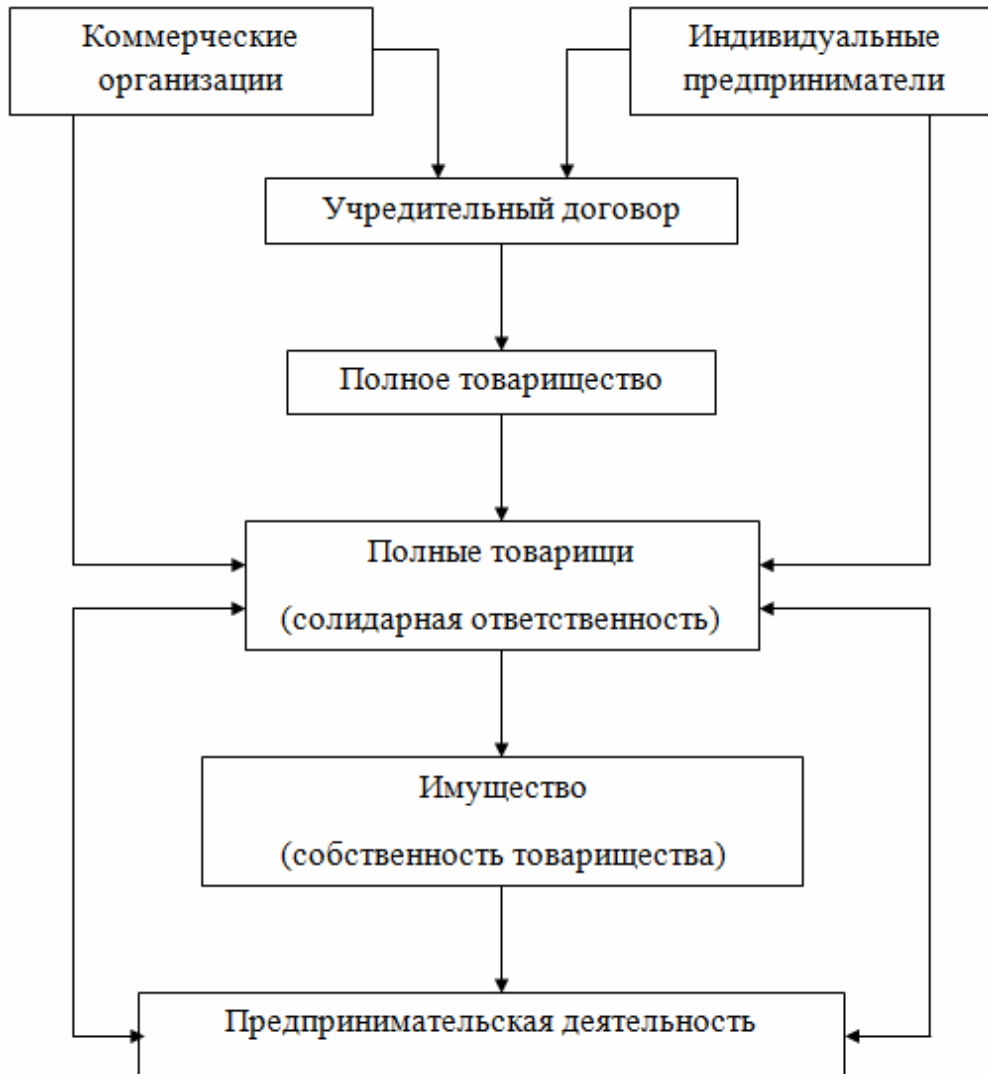 Коммерческие
организации
Индивидуальные
предприниматели
Учредительный договор
Полное товарищество
Полные товарищи
(солидарная ответственность)
Имущество
(собственность товарищества)
Предпринимательская деятельность